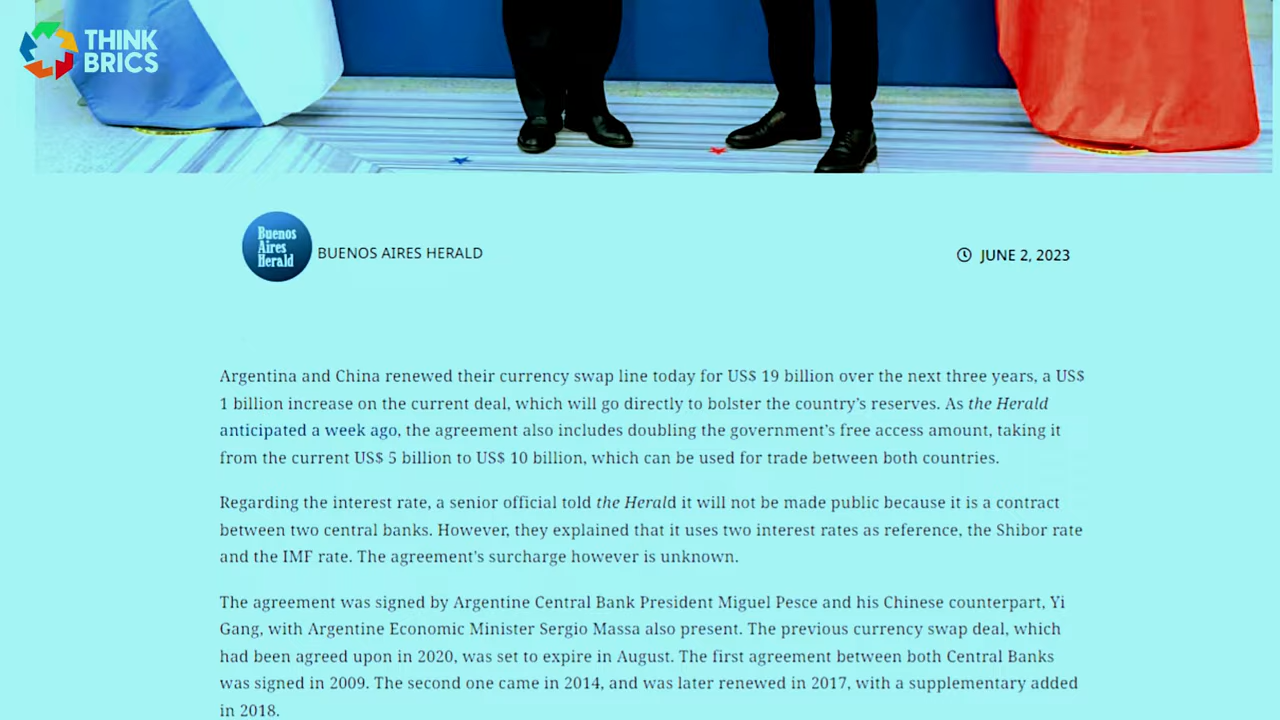 THINK
BRICS
Buenos
Aires
Herald
BUENOS AIRES HERALD
JUNE 2, 2023
Argentina and China renewed their currency swap line today for US$ 19 billion over the next three years, a US$
1 billion increase on the current deal, which will go directly to bolster the country's reserves. As the Herald
anticipated a week ago, the agreement also includes doubling the government's free access amount, taking it
from the current US$ 5 billion to US$ 10 billion, which can be used for trade between both countries.
Regarding the interest rate, a senior official told the Herald it will not be made public because it is a contract
between two central banks. However, they explained that it uses two interest rates as reference, the Shibor rate
and the IMF rate. The agreement's surcharge however is unknown.
The agreement was signed by Argentine Central Bank President Miguel Pesce and his Chinese counterpart, Yi
Gang, with Argentine Economic Minister Sergio Massa also present. The previous currency swap deal, which
had been agreed upon in 2020, was set to expire in August. The first agreement between both Central Banks
was signed in 2009. The second one came in 2014, and was later renewed in 2017, with a supplementary added
in 2018.